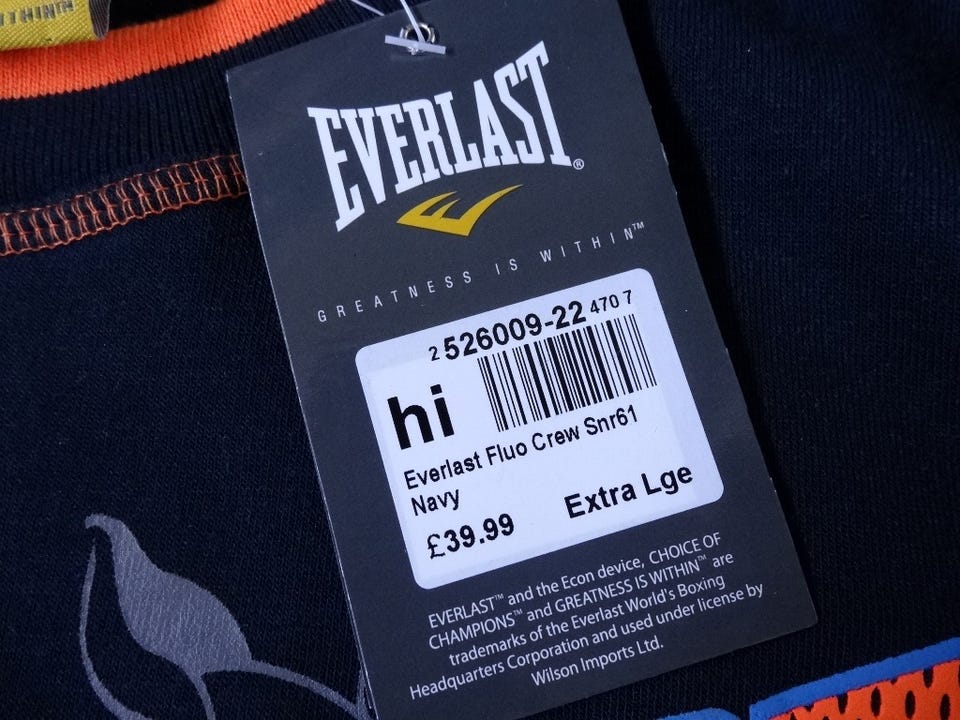 EVERLAST®
GREATNESS IS WITHIN™
2 526009-22 470 7
hi
Everlast Fluo Crew Snr61
Navy
£39.99
Extra Lge
EVERLAST™ and the Econ device, CHOICE OF
CHAMPIONS™ and GREATNESS IS WITHIN™ are
trademarks of the Everlast World's Boxing
Headquarters Corporation and used under license by
Wilson Imports Ltd.